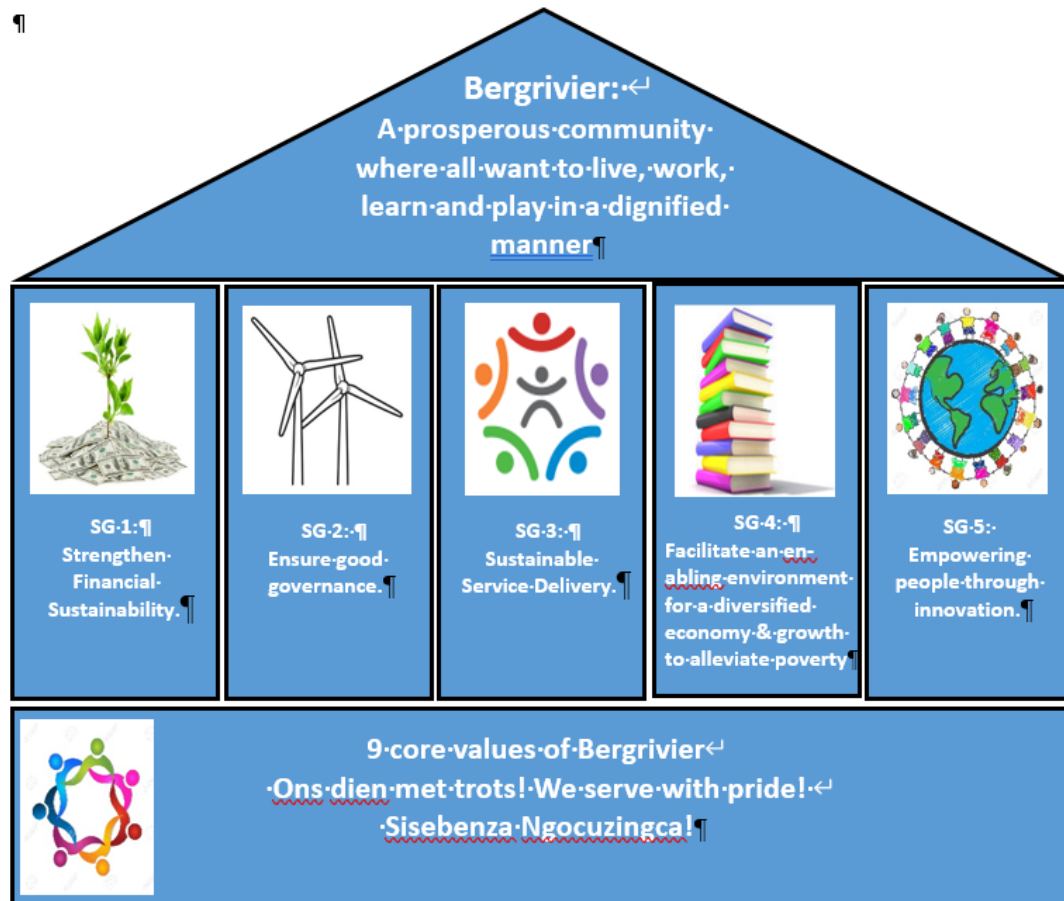 Bergrivier:
A prosperous community
where all want to live, work,
learn and play in a dignified
manner
SG 1:
Strengthen
Financial
Sustainability.
SG 2:
Ensure good
governance.
SG 3:
Sustainable
Service Delivery.
SG 4:
Facilitate an en-
abling environment
for a diversified
economy & growth
to alleviate poverty
SG 5:
Empowering
people through
innovation.
9 core values of Bergrivier
Ons dien met trots! We serve with pride!
Sisebenza Ngocuzingca!